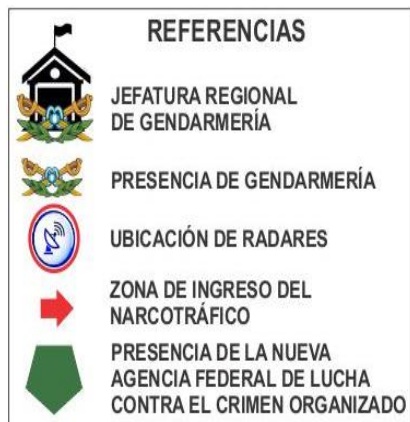 REFERENCIAS
JEFATURA REGIONAL
DE GENDARMERÍA
PRESENCIA DE GENDARMERÍA
UBICACIÓN DE RADARES
ZONA DE INGRESO DEL
NARCOTRÁFICO
PRESENCIA DE LA NUEVA
AGENCIA FEDERAL DE LUCHA
CONTRA EL CRIMEN ORGANIZADO